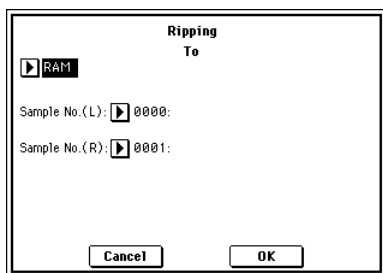 Ripping
To
RAM
Sample No.(L): 0000:
Sample No.(R): 0001:
Cancel OK